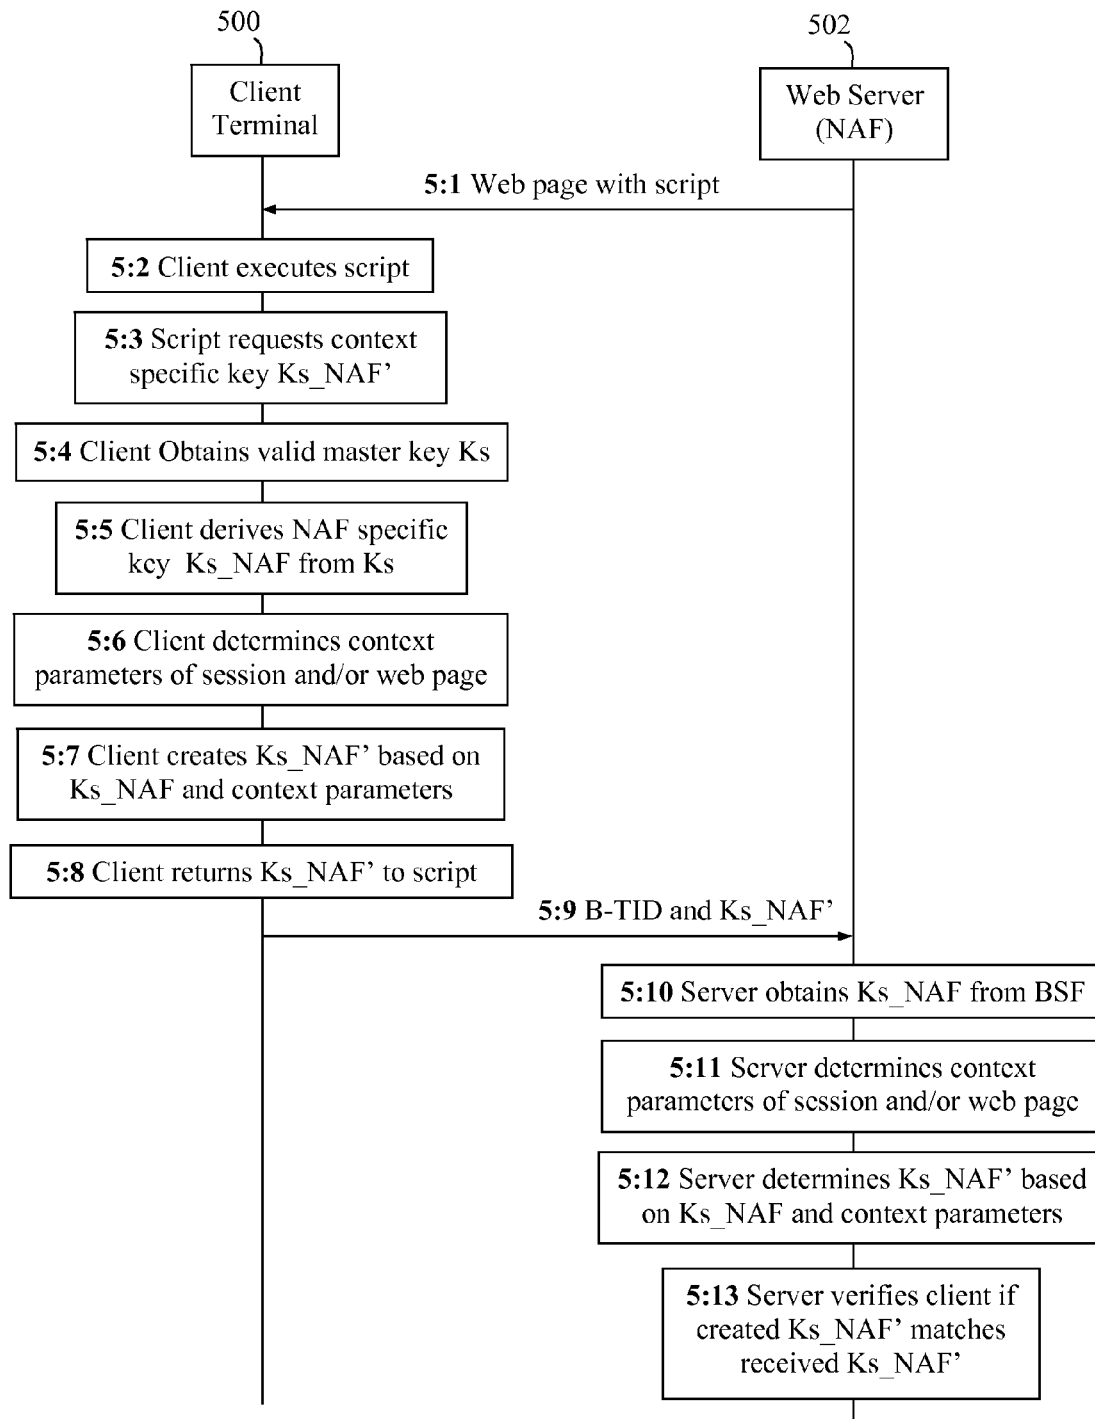 500
502
Client
Terminal
Web Server
(NAF)
5:1 Web page with script
5:2 Client executes script
5:3 Script requests context
specific key Ks_NAF’
5:4 Client Obtains valid master key Ks
5:5 Client derives NAF specific
key Ks_NAF from Ks
5:6 Client determines context
parameters of session and/or web page
5:7 Client creates Ks_NAF’ based on
Ks_NAF and context parameters
5:8 Client returns Ks_NAF’ to script
5:9 B-TID and Ks_NAF’
5:10 Server obtains Ks_NAF from BSF
5:11 Server determines context
parameters of session and/or web page
5:12 Server determines Ks_NAF’ based
on Ks_NAF and context parameters
5:13 Server verifies client if
created Ks_NAF’ matches
received Ks_NAF’